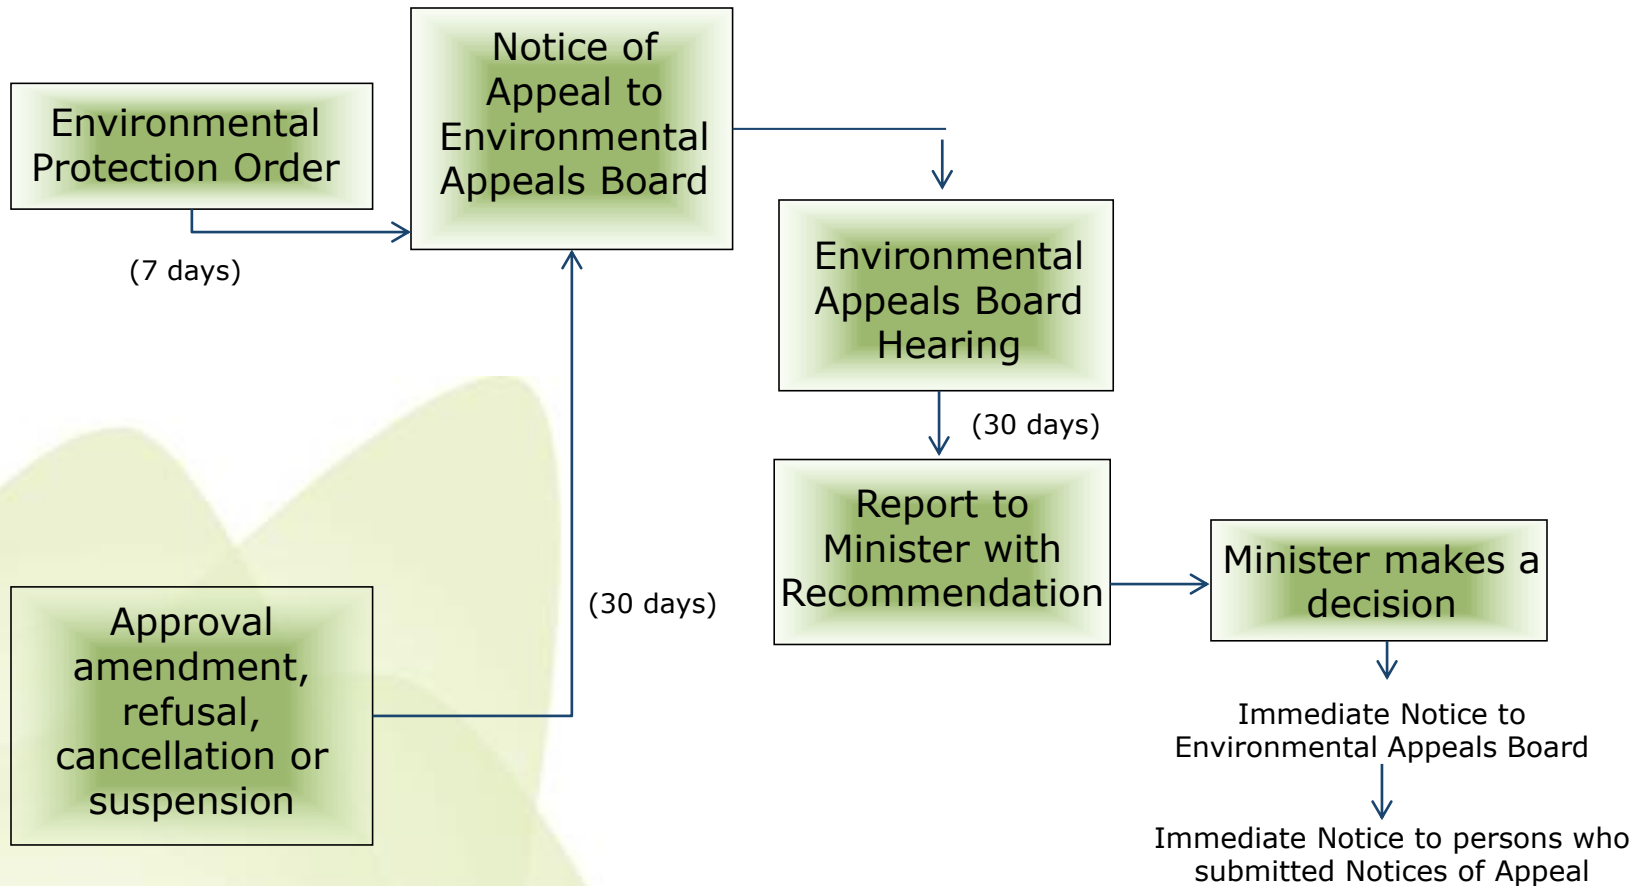 Environmental
Protection Order
(7 days)
Notice of
Appeal to
Environmental
Appeals Board
Approval
amendment,
refusal,
cancellation or
suspension
(30 days)
Environmental
Appeals Board
Hearing
(30 days)
Report to
Minister with
Recommendation
Minister makes a
decision
Immediate Notice to
Environmental Appeals Board
Immediate Notice to persons who
submitted Notices of Appeal